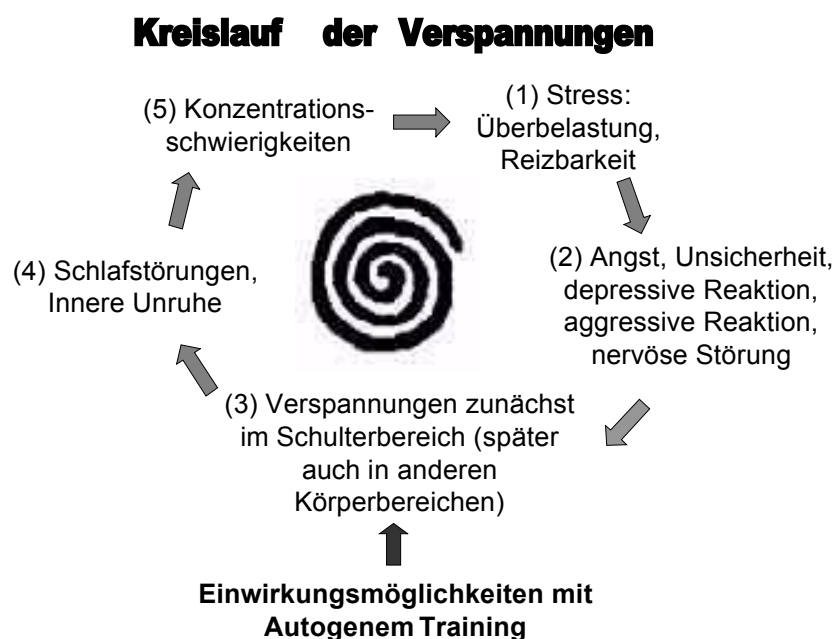 Kreislauf der Verspannungen
(1) Stress:
Überbelastung,
Reizbarkeit
(2) Angst, Unsicherheit,
depressive Reaktion,
aggressive Reaktion,
nervöse Störung
(3) Verspannungen zunächst
im Schulterbereich (später
auch in anderen
Körperbereichen)
(4) Schlafstörungen,
Innere Unruhe
(5) Konzentrations-
schwierigkeiten
Einwirkungsmöglichkeiten mit
Autogenem Training